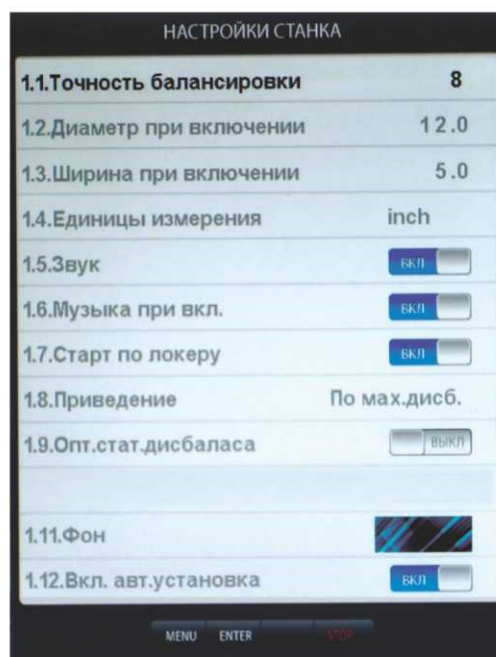 НАСТРОЙКИ СТАНКА
1.1.Точность балансировки 8
1.2.Диаметр при включении 12.0
1.3.Ширина при включении 5.0
1.4.Единицы измерения inch
1.5.Звук ВКЛ
1.6.Музыка при вкл. ВКЛ
1.7.Старт по локеру ВКЛ
1.8.Приведение По мах.дисб.
1.9.Опт.стат.дисбаласа ВЫКЛ
1.11.Фон
1.12.Вкл. авт.установка ВКЛ
MENU ENTER STOP